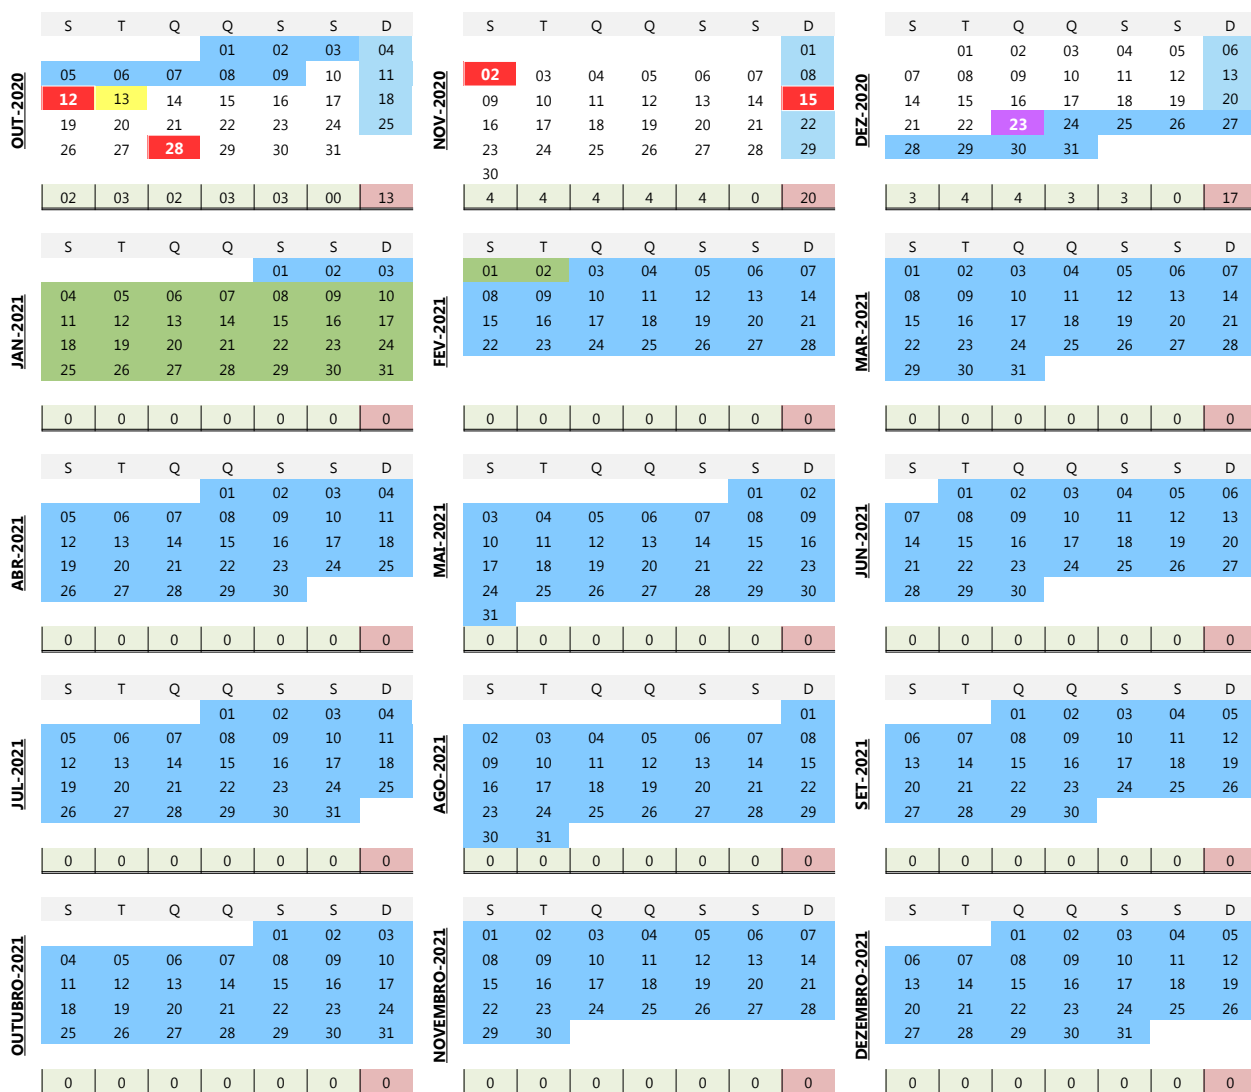 OUT-2020
S T Q Q S S D
01 02 03 04
05 06 07 08 09 10 11
12 13 14 15 16 17 18
19 20 21 22 23 24 25
26 27 28 29 30 31
02 03 02 03 03 00 13
NOV-2020
S T Q Q S S D
01
02 03 04 05 06 07 08
09 10 11 12 13 14 15
16 17 18 19 20 21 22
23 24 25 26 27 28 29
30
4 4 4 4 4 0 20
DEZ-2020
S T Q Q S S D
01 02 03 04 05 06
07 08 09 10 11 12 13
14 15 16 17 18 19 20
21 22 23 24 25 26 27
28 29 30 31
3 4 4 3 3 0 17
JAN-2021
S T Q Q S S D
01 02 03
04 05 06 07 08 09 10
11 12 13 14 15 16 17
18 19 20 21 22 23 24
25 26 27 28 29 30 31
0 0 0 0 0 0 0
FEV-2021
S T Q Q S S D
01 02 03 04 05 06 07
08 09 10 11 12 13 14
15 16 17 18 19 20 21
22 23 24 25 26 27 28
0 0 0 0 0 0 0
MAR-2021
S T Q Q S S D
01 02 03 04 05 06 07
08 09 10 11 12 13 14
15 16 17 18 19 20 21
22 23 24 25 26 27 28
29 30 31
0 0 0 0 0 0 0
ABR-2021
S T Q Q S S D
01 02 03 04
05 06 07 08 09 10 11
12 13 14 15 16 17 18
19 20 21 22 23 24 25
26 27 28 29 30
0 0 0 0 0 0 0
MAI-2021
S T Q Q S S D
01 02
03 04 05 06 07 08 09
10 11 12 13 14 15 16
17 18 19 20 21 22 23
24 25 26 27 28 29 30
31
0 0 0 0 0 0 0
JUN-2021
S T Q Q S S D
01 02 03 04 05 06
07 08 09 10 11 12 13
14 15 16 17 18 19 20
21 22 23 24 25 26 27
28 29 30
0 0 0 0 0 0 0
JUL-2021
S T Q Q S S D
01 02 03 04
05 06 07 08 09 10 11
12 13 14 15 16 17 18
19 20 21 22 23 24 25
26 27 28 29 30 31
0 0 0 0 0 0 0
AGO-2021
S T Q Q S S D
01
02 03 04 05 06 07 08
09 10 11 12 13 14 15
16 17 18 19 20 21 22
23 24 25 26 27 28 29
30 31
0 0 0 0 0 0 0
SET-2021
S T Q Q S S D
01 02 03 04 05
06 07 08 09 10 11 12
13 14 15 16 17 18 19
20 21 22 23 24 25 26
27 28 29 30
0 0 0 0 0 0 0
OUTUBRO-2021
S T Q Q S S D
01 02 03
04 05 06 07 08 09 10
11 12 13 14 15 16 17
18 19 20 21 22 23 24
25 26 27 28 29 30 31
0 0 0 0 0 0 0
NOVEMBRO-2021
S T Q Q S S D
01 02 03 04 05 06 07
08 09 10 11 12 13 14
15 16 17 18 19 20 21
22 23 24 25 26 27 28
29 30
0 0 0 0 0 0 0
DEZEMBRO-2021
S T Q Q S S D
01 02 03 04 05
06 07 08 09 10 11 12
13 14 15 16 17 18 19
20 21 22 23 24 25 26
27 28 29 30 31
0 0 0 0 0 0 0